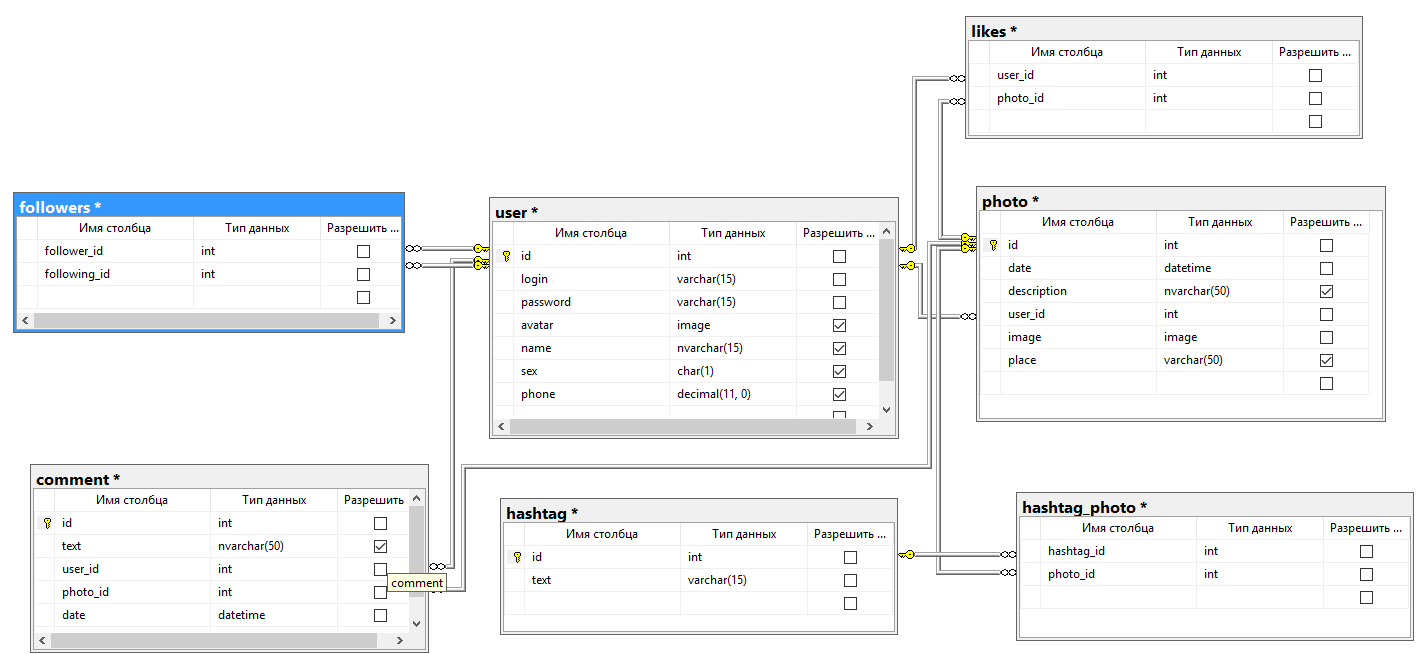 likes *
Имя столбца Тип данных Разрешить ...
user_id int
photo_id int
followers *
Имя столбца Тип данных Разрешить ...
follower_id int
following_id int
user *
Имя столбца Тип данных Разрешить ...
id int
login varchar(15)
password varchar(15)
avatar image
name nvarchar(15)
sex char(1)
phone decimal(11, 0)
photo *
Имя столбца Тип данных Разрешить ...
id int
date datetime
description nvarchar(50)
user_id int
image image
place varchar(50)
comment *
Имя столбца Тип данных Разрешить
id int
text nvarchar(50)
user_id int
photo_id int
date datetime
comment
hashtag *
Имя столбца Тип данных Разрешить ...
id int
text varchar(15)
hashtag_photo *
Имя столбца Тип данных Разрешить ...
hashtag_id int
photo_id int